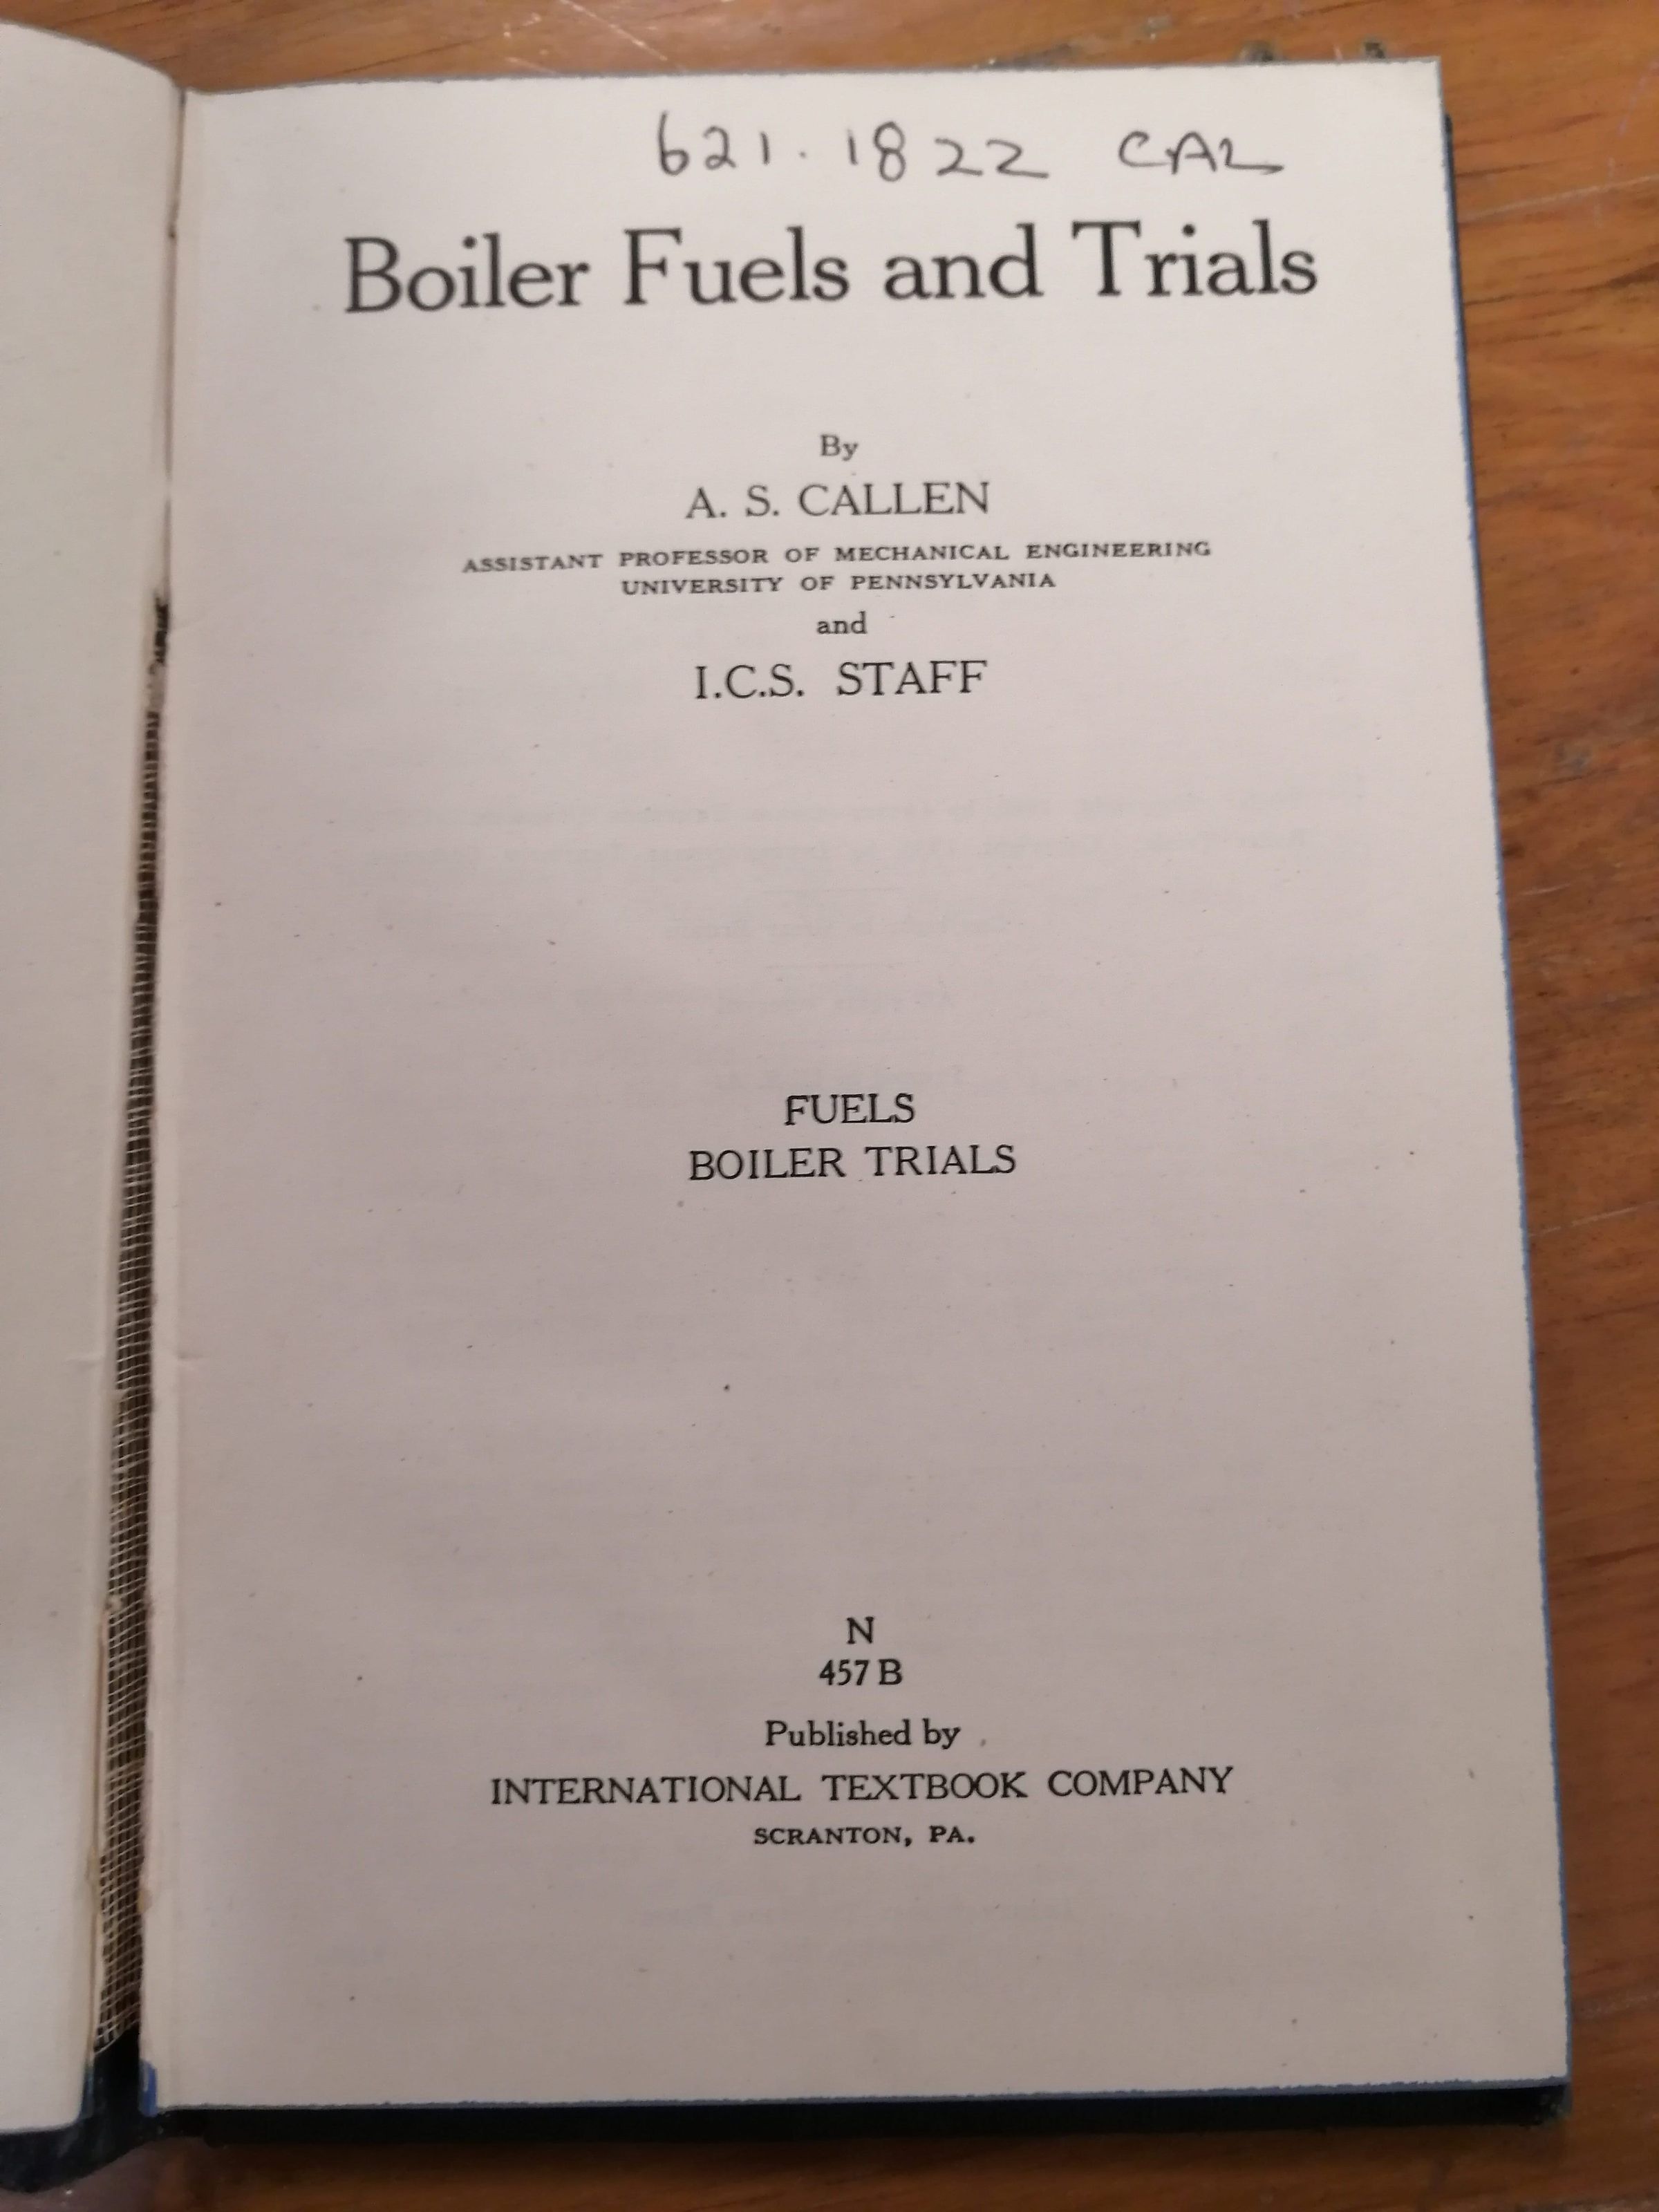 621.1822 CAL
Boiler Fuels and Trials
By
A. S. CALLEN
ASSISTANT PROFESSOR OF MECHANICAL ENGINEERING
UNIVERSITY OF PENNSYLVANIA
and
I.C.S. STAFF
FUELS
BOILER TRIALS
N
457 B
Published by
INTERNATIONAL TEXTBOOK COMPANY
SCRANTON, PA.